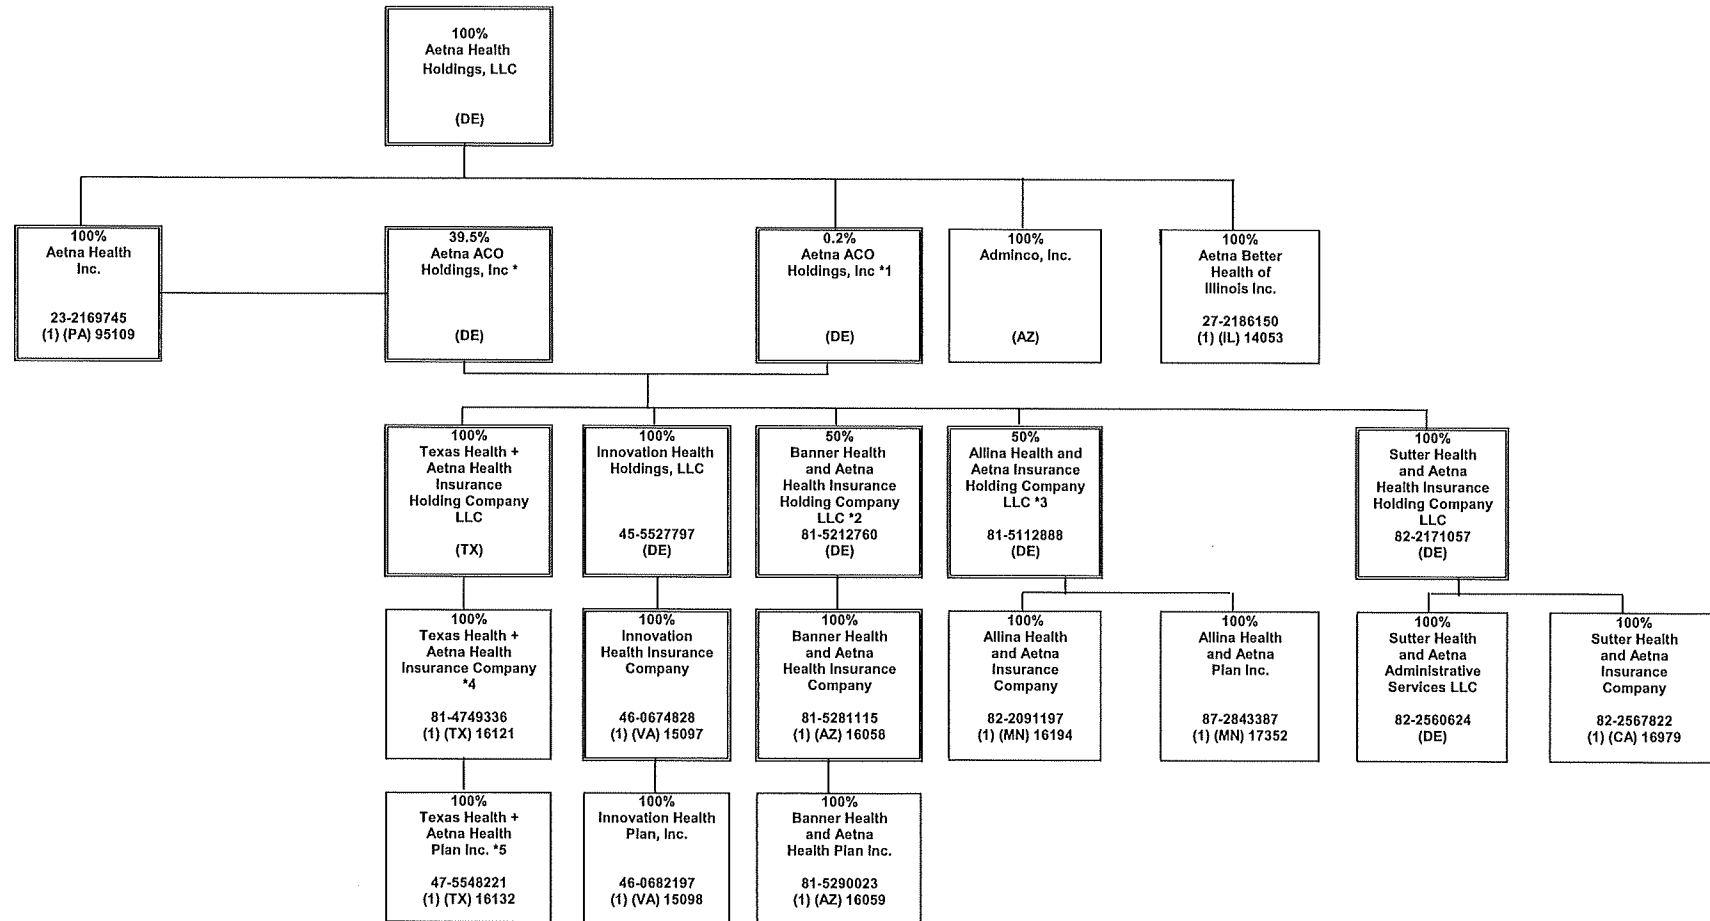 100%
Aetna Health
Holdings, LLC
(DE)
100%
Aetna Health
Inc.
23-2169745
(1) (PA) 95109
39.5%
Aetna ACO
Holdings, Inc *
(DE)
0.2%
Aetna ACO
Holdings, Inc *1
(DE)
100%
Adminco, Inc.
(AZ)
100%
Aetna Better
Health of
Illinois Inc.
27-2186150
(1) (IL) 14053
100%
Texas Health +
Aetna Health
Insurance
Holding Company
LLC
(TX)
100%
Innovation Health
Holdings, LLC
45-5527797
(DE)
50%
Banner Health
and Aetna
Health Insurance
Holding Company
LLC *2
81-5212760
(DE)
50%
Allina Health and
Aetna Insurance
Holding Company
LLC *3
81-5112888
(DE)
100%
Sutter Health
and Aetna
Health Insurance
Holding Company
LLC
82-2171057
(DE)
100%
Texas Health +
Aetna Health
Insurance Company
*4
81-4749336
(1) (TX) 16121
100%
Innovation
Health Insurance
Company
46-0674828
(1) (VA) 15097
100%
Banner Health
and Aetna
Health Insurance
Company
81-5281115
(1) (AZ) 16058
100%
Allina Health
and Aetna
Insurance
Company
82-2091197
(1) (MN) 16194
100%
Allina Health
and Aetna
Plan Inc.
87-2843387
(1) (MN) 17352
100%
Sutter Health
and Aetna
Administrative
Services LLC
82-2560624
(DE)
100%
Sutter Health
and Aetna
Insurance
Company
82-2567822
(1) (CA) 16979
100%
Texas Health +
Aetna Health
Plan Inc. *5
47-5548221
(1) (TX) 16132
100%
Innovation Health
Plan, Inc.
46-0682197
(1) (VA) 15098
100%
Banner Health
and Aetna
Health Plan Inc.
81-5290023
(1) (AZ) 16059